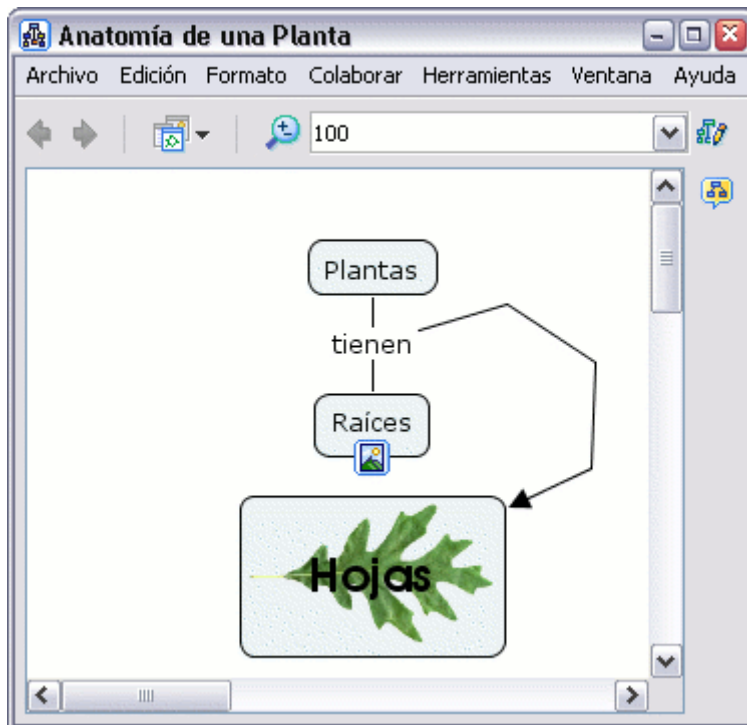 Anatomía de una Planta
Archivo Edición Formato Colaborar Herramientas Ventana Ayuda
100
Plantas
tienen
Raíces
Hojas